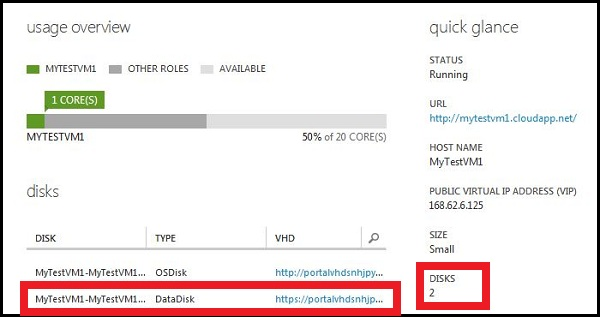 usage overview
MYTESTVM1 OTHER ROLES AVAILABLE
1 CORE(S)
MYTESTVM1 50% of 20 CORE(S)
disks
DISK TYPE VHD
MyTestVM1-MyTestVM1... OSDisk http://portalvhdsnhjpy...
MyTestVM1-MyTestVM1... DataDisk https://portalvhdsnhjp...
quick glance
STATUS
Running
URL
http://mytestvm1.cloudapp.net/
HOST NAME
MyTestVM1
PUBLIC VIRTUAL IP ADDRESS (VIP)
168.62.6.125
SIZE
Small
DISKS
2